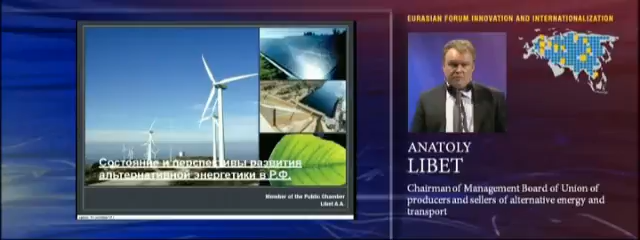 EURASIAN FORUM INNOVATION AND INTERNATIONALIZATION
Состояние и перспективы развития
альтернативной энергетики в Р.Ф.
Member of the Public Chamber
Libet A.A.
ANATOLY
LIBET
Chairman of Management Board of Union of
producers and sellers of alternative energy and
transport